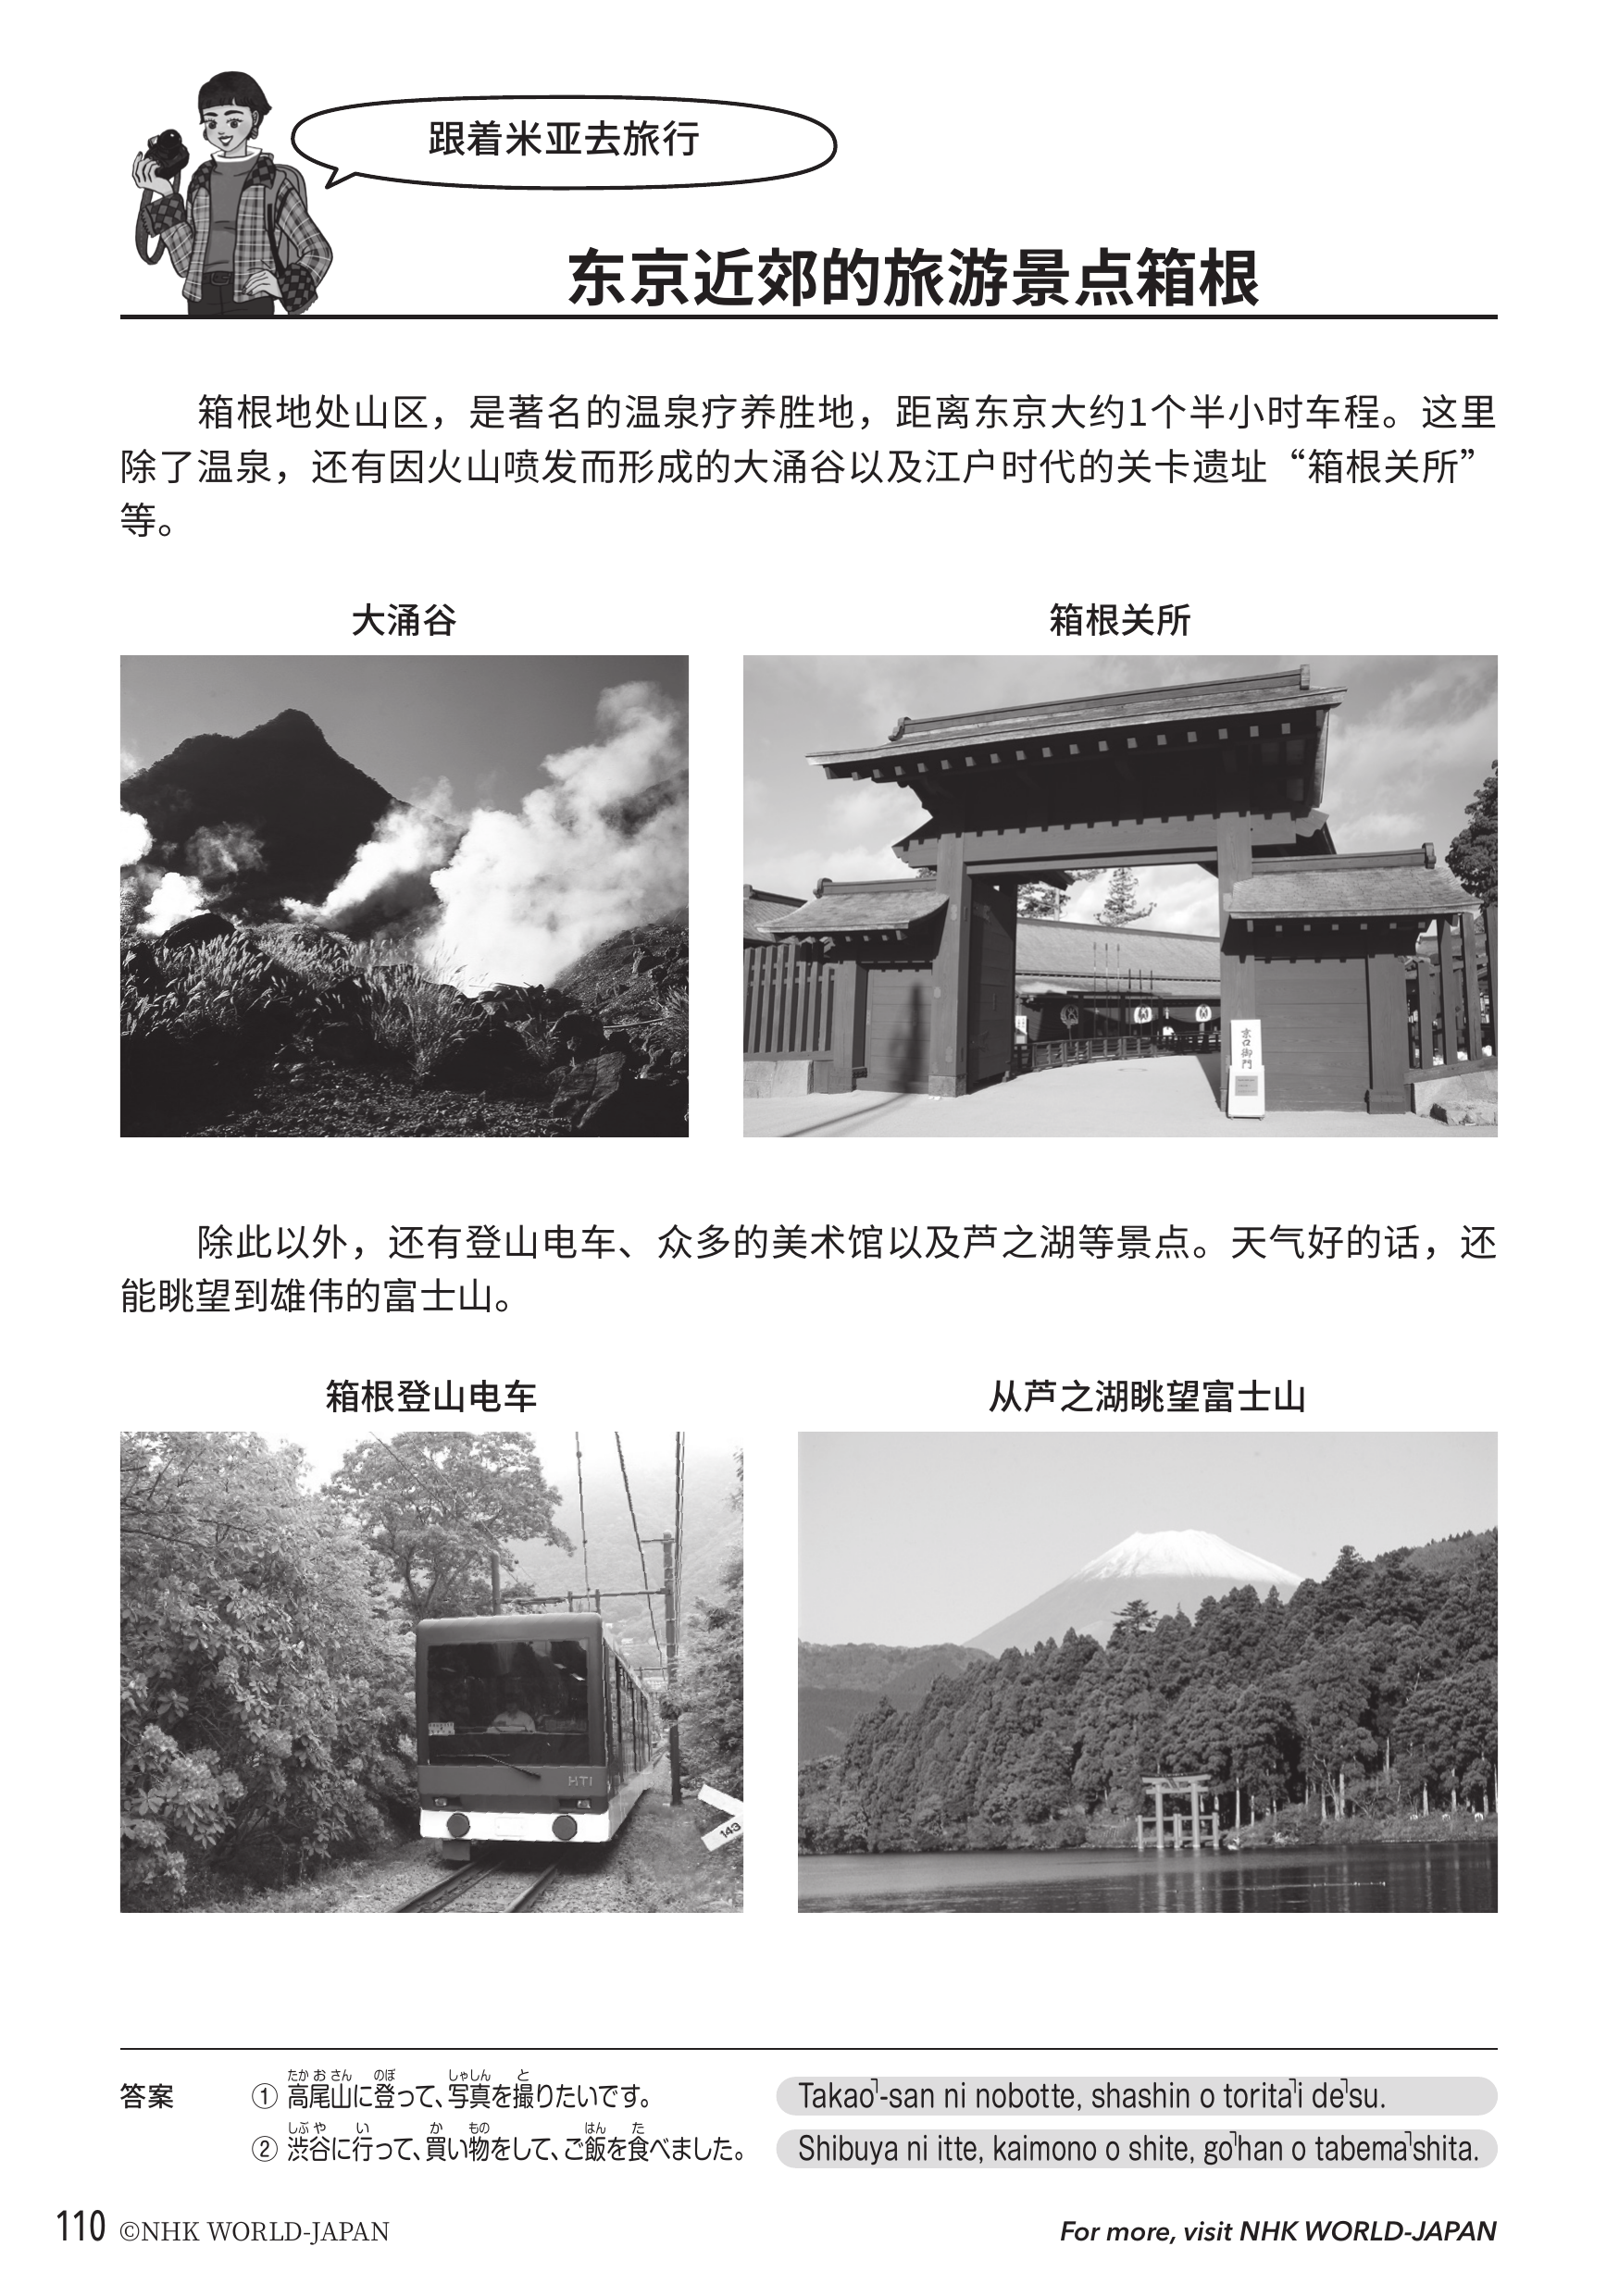 跟着米亚去旅行
东京近郊的旅游景点箱根
箱根地处山区，是著名的温泉疗养胜地，距离东京大约1个半小时车程。这里
除了温泉，还有因火山喷发而形成的大涌谷以及江户时代的关卡遗址“箱根关所”
等。
大涌谷
箱根关所
京口御門
除此以外，还有登山电车、众多的美术馆以及芦之湖等景点。天气好的话，还
能眺望到雄伟的富士山。
箱根登山电车
从芦之湖眺望富士山
HTI
143
答案
たか お さん のぼ しゃしん と
① 高尾山に登って、写真を撮りたいです。
Takao˥-san ni nobotte, shashin o torita˥i de˥su.
しぶ や い か もの はん た
② 渋谷に行って、買い物をして、ご飯を食べました。
Shibuya ni itte, kaimono o shite, go˥han o tabema˥shita.
110 ©NHK WORLD-JAPAN
For more, visit NHK WORLD-JAPAN